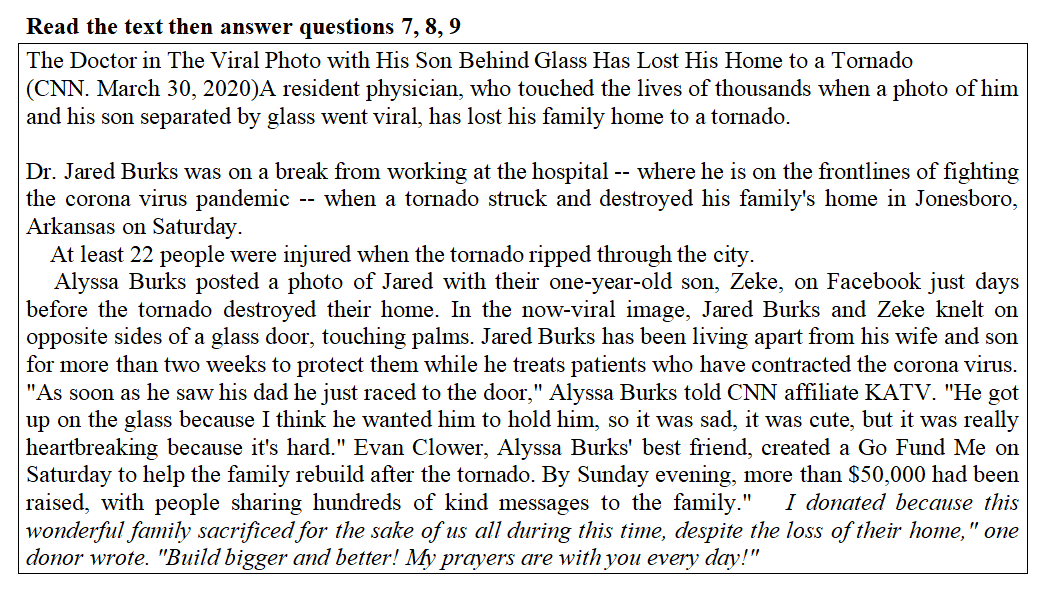 Read the text then answer questions 7, 8, 9
The Doctor in The Viral Photo with His Son Behind Glass Has Lost His Home to a Tornado
(CNN. March 30, 2020)A resident physician, who touched the lives of thousands when a photo of him
and his son separated by glass went viral, has lost his family home to a tornado.
Dr. Jared Burks was on a break from working at the hospital -- where he is on the frontlines of fighting
the corona virus pandemic -- when a tornado struck and destroyed his family's home in Jonesboro,
Arkansas on Saturday.
At least 22 people were injured when the tornado ripped through the city.
Alyssa Burks posted a photo of Jared with their one-year-old son, Zeke, on Facebook just days
before the tornado destroyed their home. In the now-viral image, Jared Burks and Zeke knelt on
opposite sides of a glass door, touching palms. Jared Burks has been living apart from his wife and son
for more than two weeks to protect them while he treats patients who have contracted the corona virus.
"As soon as he saw his dad he just raced to the door," Alyssa Burks told CNN affiliate KATV. "He got
up on the glass because I think he wanted him to hold him, so it was sad, it was cute, but it was really
heartbreaking because it's hard." Evan Clower, Alyssa Burks' best friend, created a Go Fund Me on
Saturday to help the family rebuild after the tornado. By Sunday evening, more than $50,000 had been
raised, with people sharing hundreds of kind messages to the family." I donated because this
wonderful family sacrificed for the sake of us all during this time, despite the loss of their home," one
donor wrote. "Build bigger and better! My prayers are with you every day!"